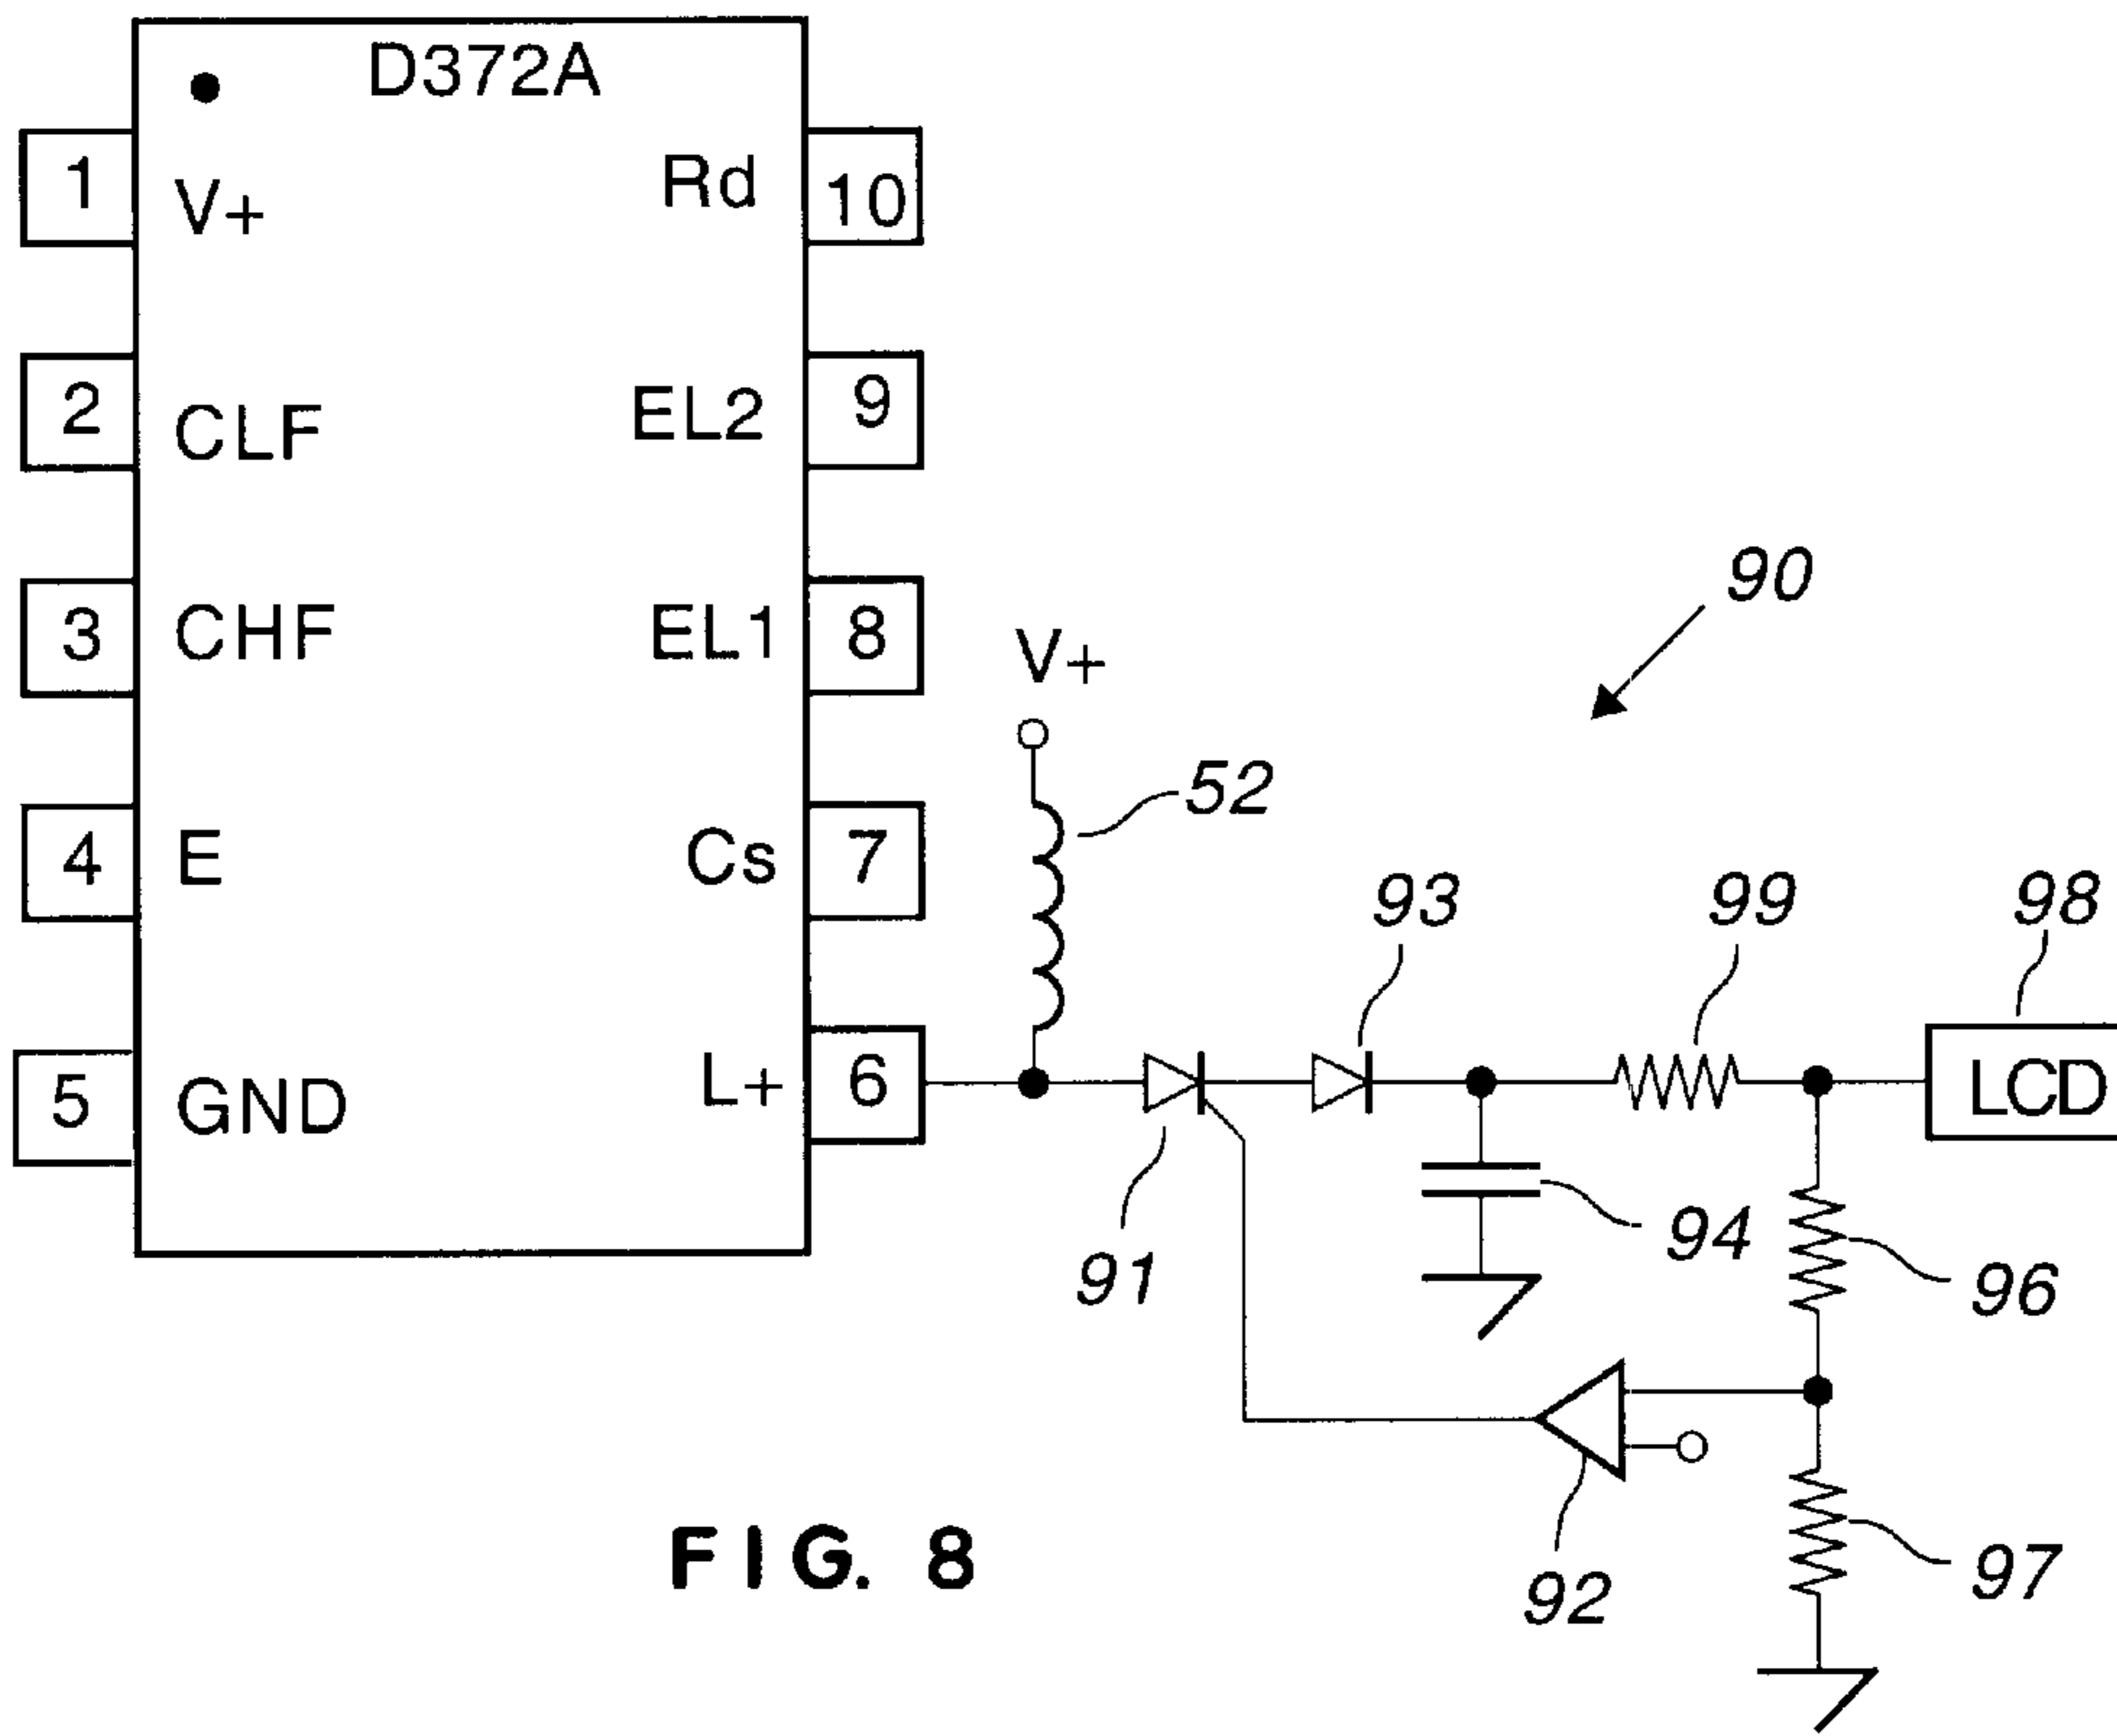 D372A
1 V+ Rd 10
2 CLF EL2 9
3 CHF EL1 8
4 E Cs 7
5 GND L+ 6
V+
90
52
93
99
98
LCD
91
94
96
92
97
FIG. 8